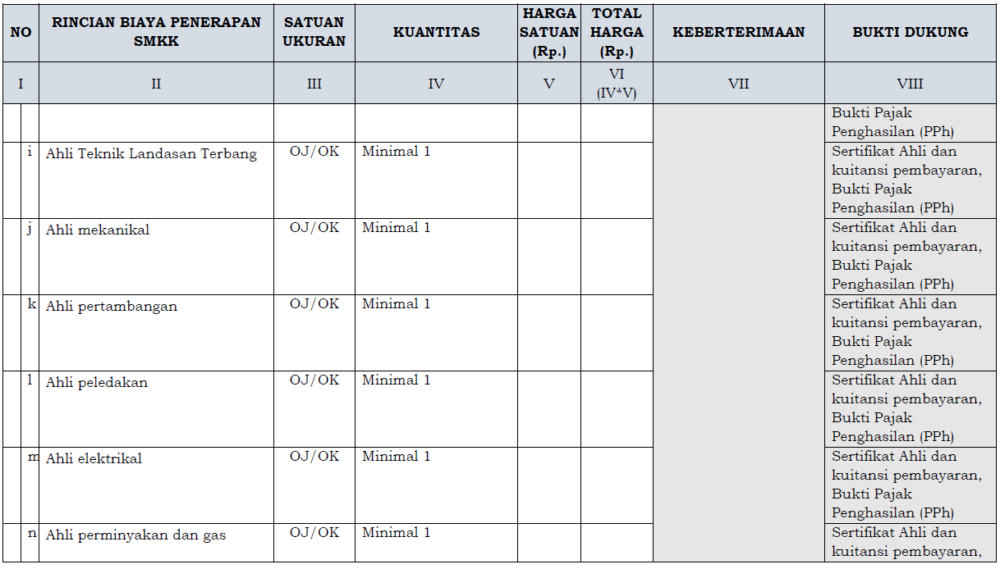 NO
RINCIAN BIAYA PENERAPAN
SMKK
SATUAN
UKURAN
KUANTITAS
HARGA
SATUAN
(Rp.)
TOTAL
HARGA
(Rp.)
KEBERTERIMAAN
BUKTI DUKUNG
I
II
III
IV
V
VI
(IV*V)
VII
VIII
Bukti Pajak
Penghasilan (PPh)
i
Ahli Teknik Landasan Terbang
OJ/OK
Minimal 1
Sertifikat Ahli dan
kuitansi pembayaran,
Bukti Pajak
Penghasilan (PPh)
j
Ahli mekanikal
OJ/OK
Minimal 1
Sertifikat Ahli dan
kuitansi pembayaran,
Bukti Pajak
Penghasilan (PPh)
k
Ahli pertambangan
OJ/OK
Minimal 1
Sertifikat Ahli dan
kuitansi pembayaran,
Bukti Pajak
Penghasilan (PPh)
l
Ahli peledakan
OJ/OK
Minimal 1
Sertifikat Ahli dan
kuitansi pembayaran,
Bukti Pajak
Penghasilan (PPh)
m
Ahli elektrikal
OJ/OK
Minimal 1
Sertifikat Ahli dan
kuitansi pembayaran,
Bukti Pajak
Penghasilan (PPh)
n
Ahli perminyakan dan gas
OJ/OK
Minimal 1
Sertifikat Ahli dan
kuitansi pembayaran,